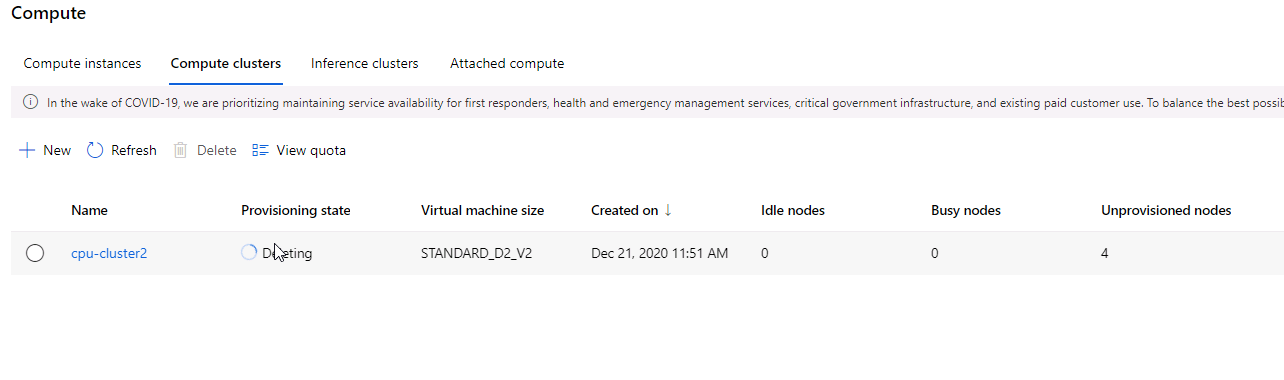 Compute
Compute instances Compute clusters Inference clusters Attached compute
In the wake of COVID-19, we are prioritizing maintaining service availability for first responders, health and emergency management services, critical government infrastructure, and existing paid customer use. To balance the best possib
New Refresh Delete View quota
Name Provisioning state Virtual machine size Created on ↓ Idle nodes Busy nodes Unprovisioned nodes
cpu-cluster2 Deleting STANDARD_D2_V2 Dec 21, 2020 11:51 AM 0 0 4